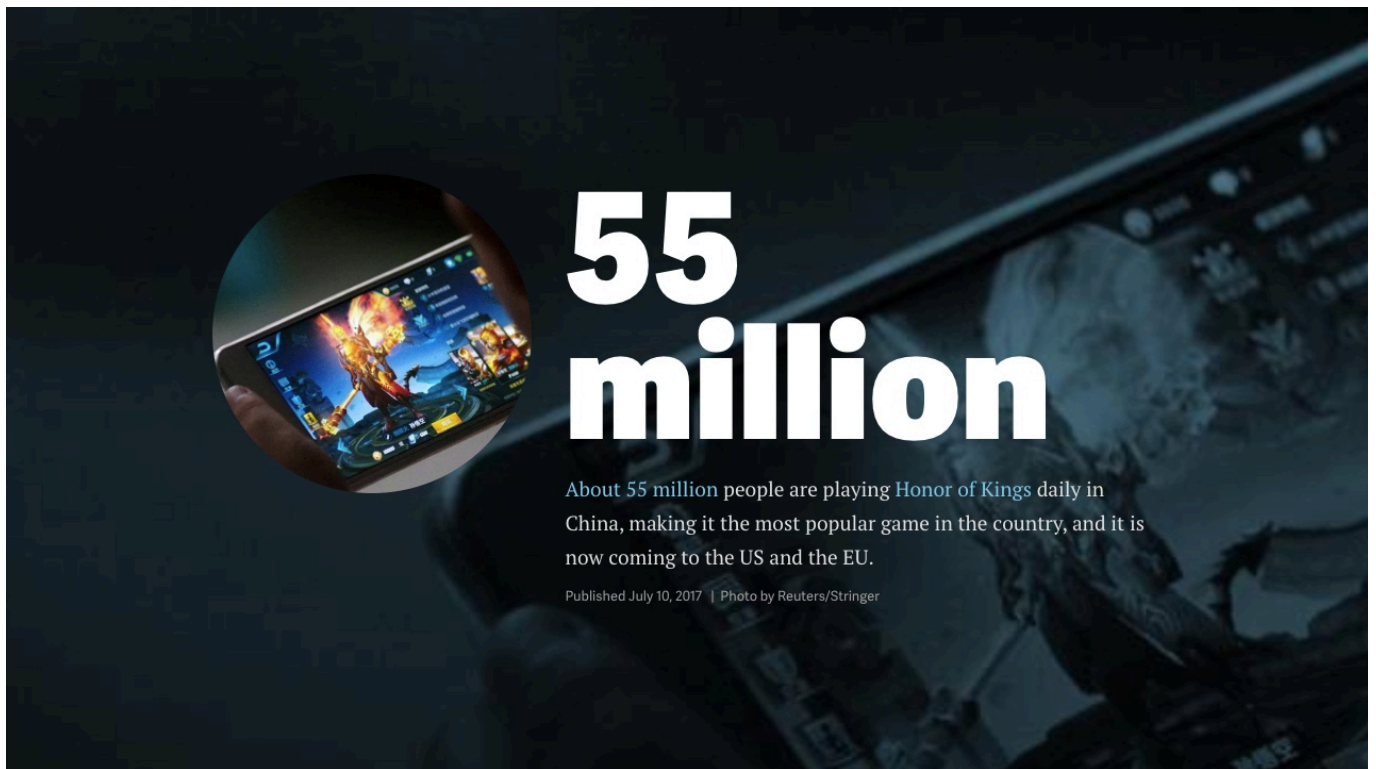 55
million
About 55 million people are playing Honor of Kings daily in
China, making it the most popular game in the country, and it is
now coming to the US and the EU.
Published July 10, 2017 | Photo by Reuters/Stringer